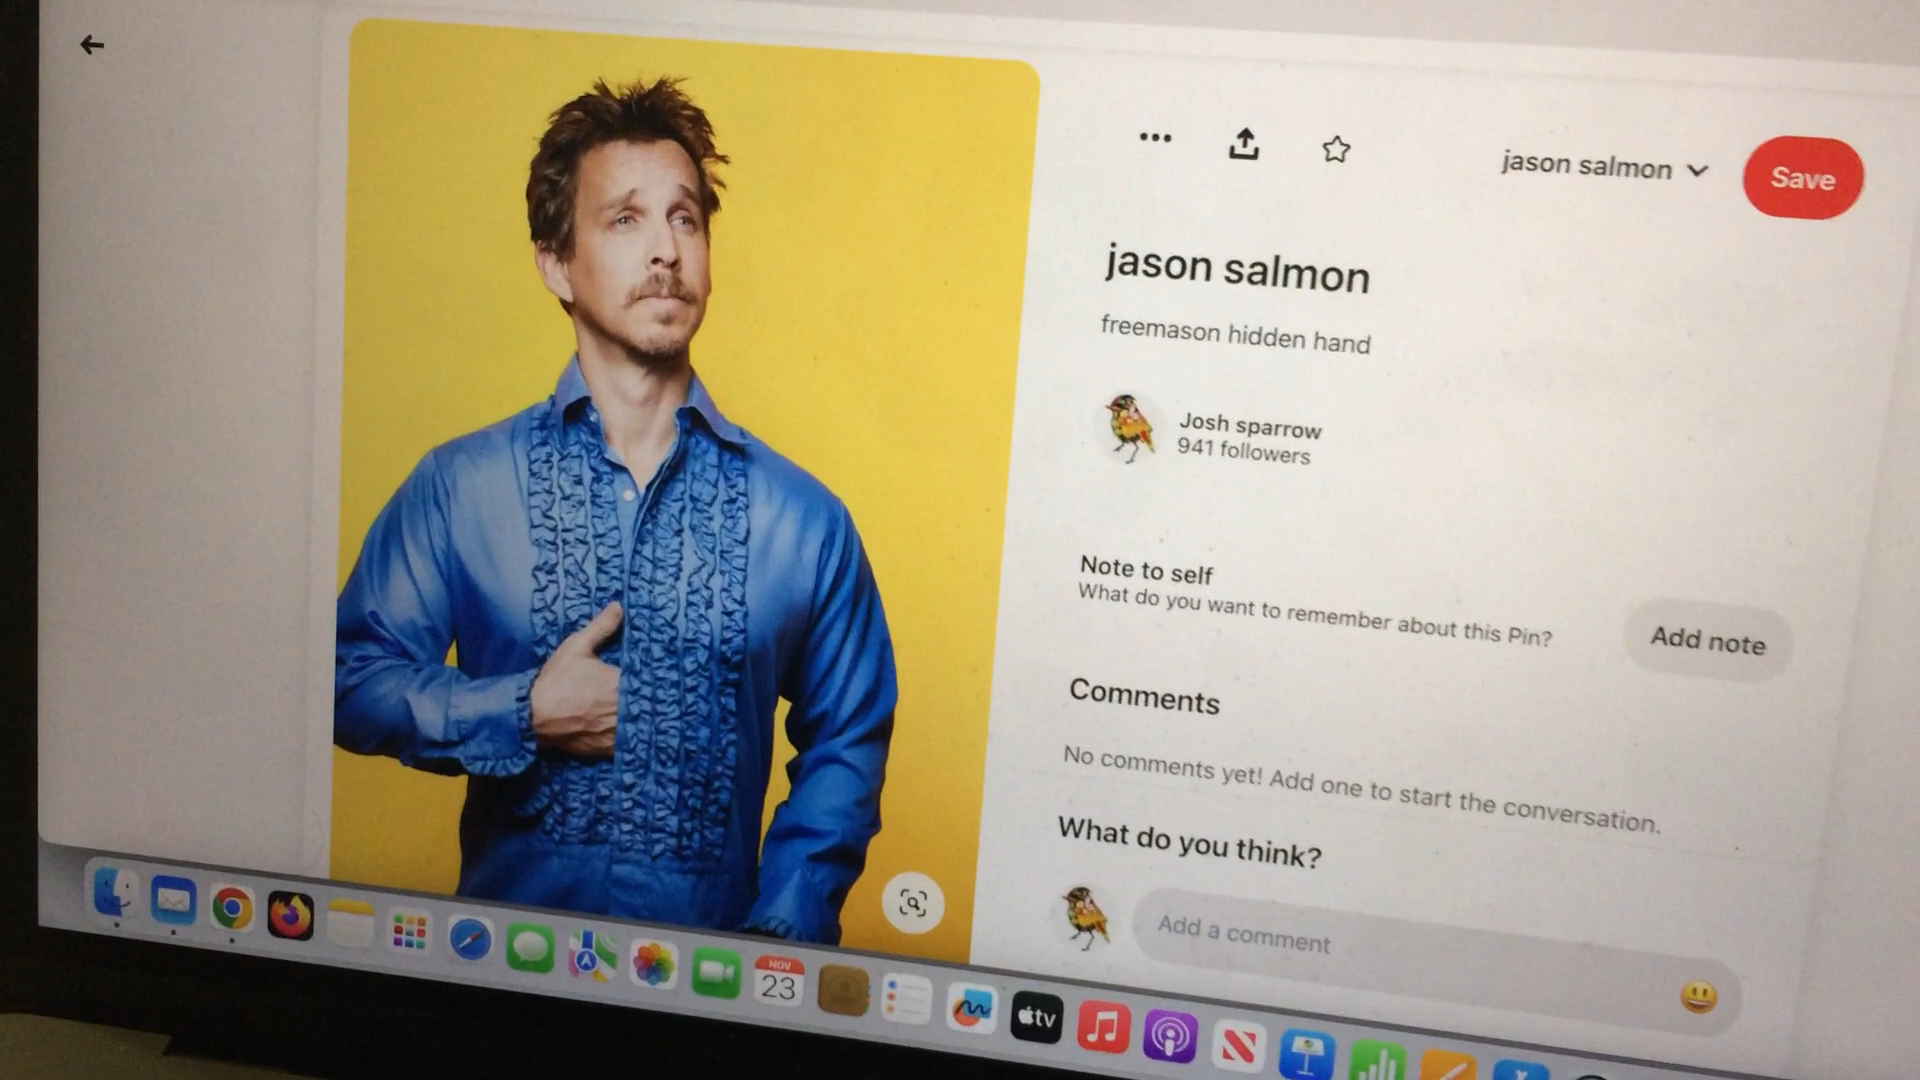 jason salmon
Save
jason salmon
freemason hidden hand
Josh sparrow
941 followers
Note to self
What do you want to remember about this Pin?
Add note
Comments
No comments yet! Add one to start the conversation.
What do you think?
Add a comment
NOV
23
tv